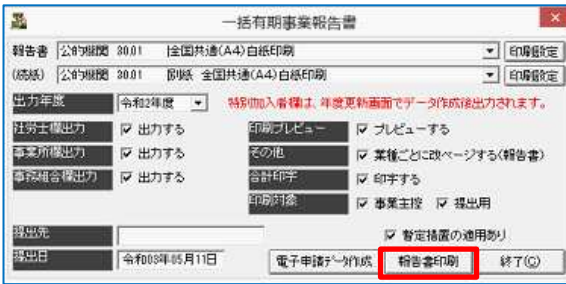 一括有期事業報告書
報告書 公的機関 30.01 全国共通(A4)白紙印刷 印刷設定
(続紙) 公的機関 30.01 別紙 全国共通(A4)白紙印刷 印刷設定
出力年度 令和2年度 特別加入者欄は、年度更新画面でデータ作成後出力されます。
社労士欄出力 出力する 印刷プレビュー プレビューする
事業所欄出力 出力する その他 業種ごとに改ページする(報告書)
事務組合欄出力 出力する 合計印字 印字する
印刷対象 事業主控 提出用
提出先 暫定措置の適用あり
提出日 令和03年05月11日 電子申請データ作成 報告書印刷 終了(C)